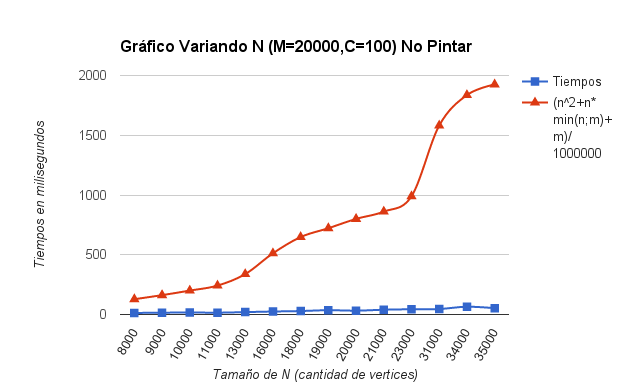 Gráfico Variando N (M=20000,C=100) No Pintar
2000
1500
1000
500
0
Tiempos en milisegundos
8000
9000
10000
11000
13000
16000
18000
19000
20000
21000
23000
31000
34000
35000
Tamaño de N (cantidad de vertices)
Tiempos
(n^2+n*
min(n;m)+
m)/
1000000